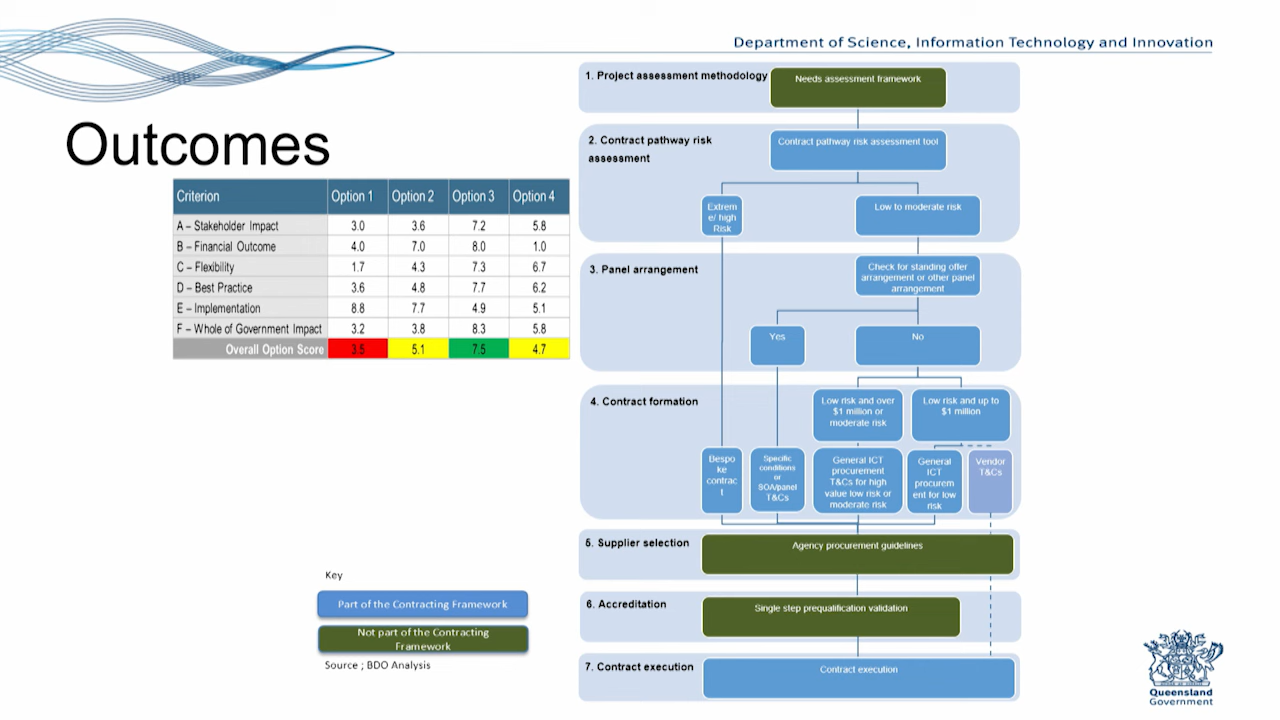 Department of Science, Information Technology and Innovation
Outcomes
Criterion Option 1 Option 2 Option 3 Option 4
A – Stakeholder Impact 3.0 3.6 7.2 5.8
B – Financial Outcome 4.0 7.0 8.0 1.0
C – Flexibility 1.7 4.3 7.3 6.7
D – Best Practice 3.6 4.8 7.7 6.2
E – Implementation 8.8 7.7 4.9 5.1
F – Whole of Government Impact 3.2 3.8 8.3 5.8
Overall Option Score 3.5 5.1 7.5 4.7
Key
Part of the Contracting Framework
Not part of the Contracting
Framework
Source ; BDO Analysis
1. Project assessment methodology
Needs assessment framework
2. Contract pathway risk
assessment
Contract pathway risk assessment tool
Extrem
e/ high
Risk
Low to moderate risk
3. Panel arrangement
Check for standing offer
arrangement or other panel
arrangement
Yes
No
4. Contract formation
Low risk and over
$1 million or
moderate risk
Low risk and up to
$1 million
Bespo
ke
contrac
t
Specific
conditions
or
SOA/panel
T&Cs
General ICT
procurement
T&Cs for high
value low risk or
moderate risk
General
ICT
procurem
ent for low
risk
Vendor
T&Cs
5. Supplier selection
Agency procurement guidelines
6. Accreditation
Single step prequalification validation
7. Contract execution
Contract execution
Queensland
Government